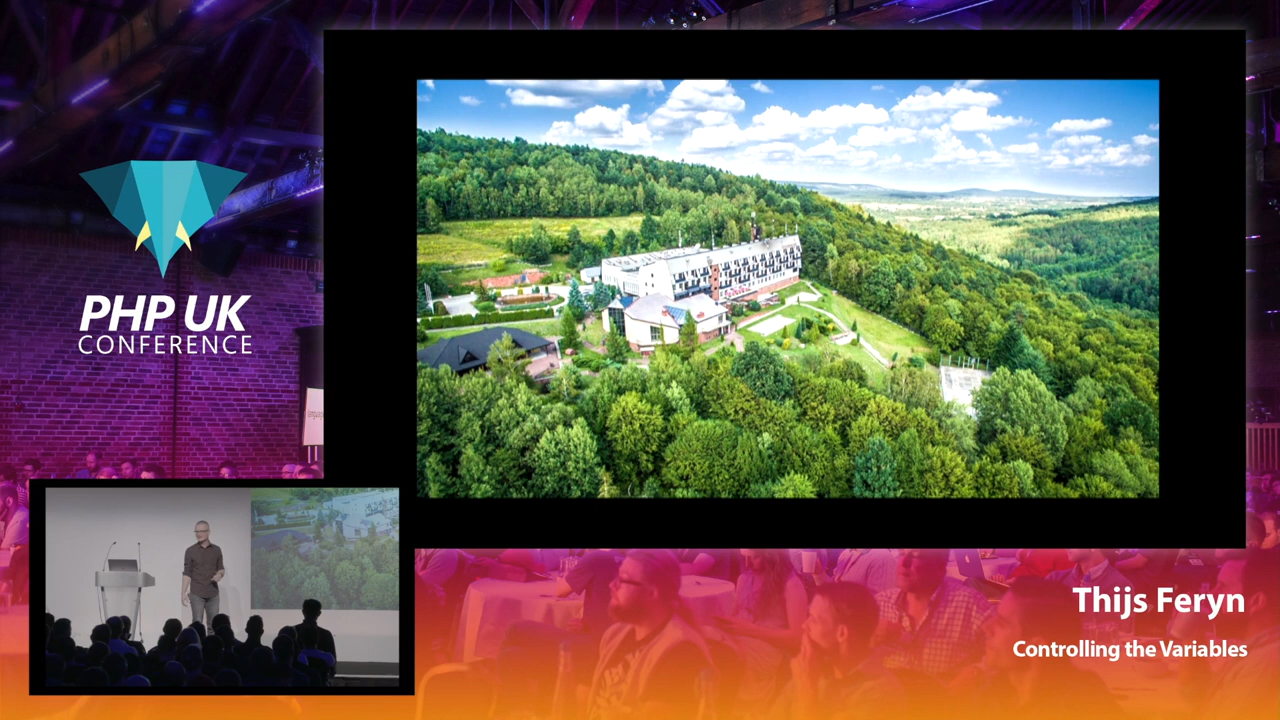 PHP UK
CONFERENCE
Thijs Feryn
Controlling the Variables